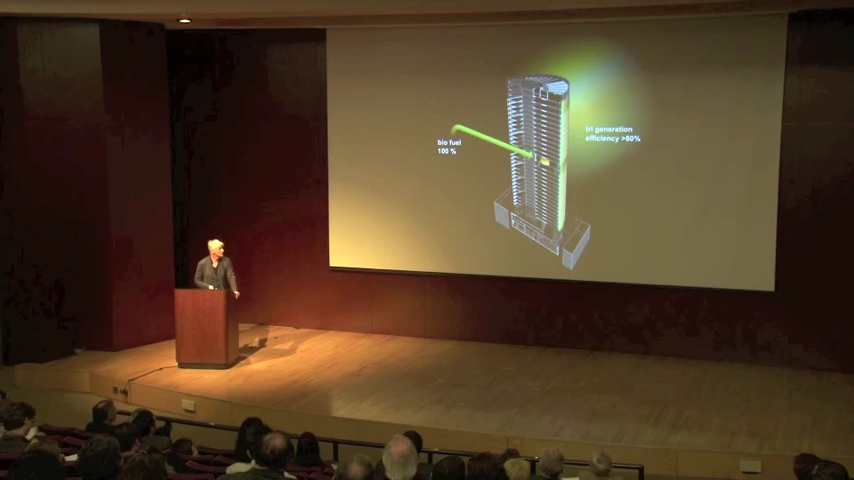 bio fuel
100 %
tri generation
efficiency >80%